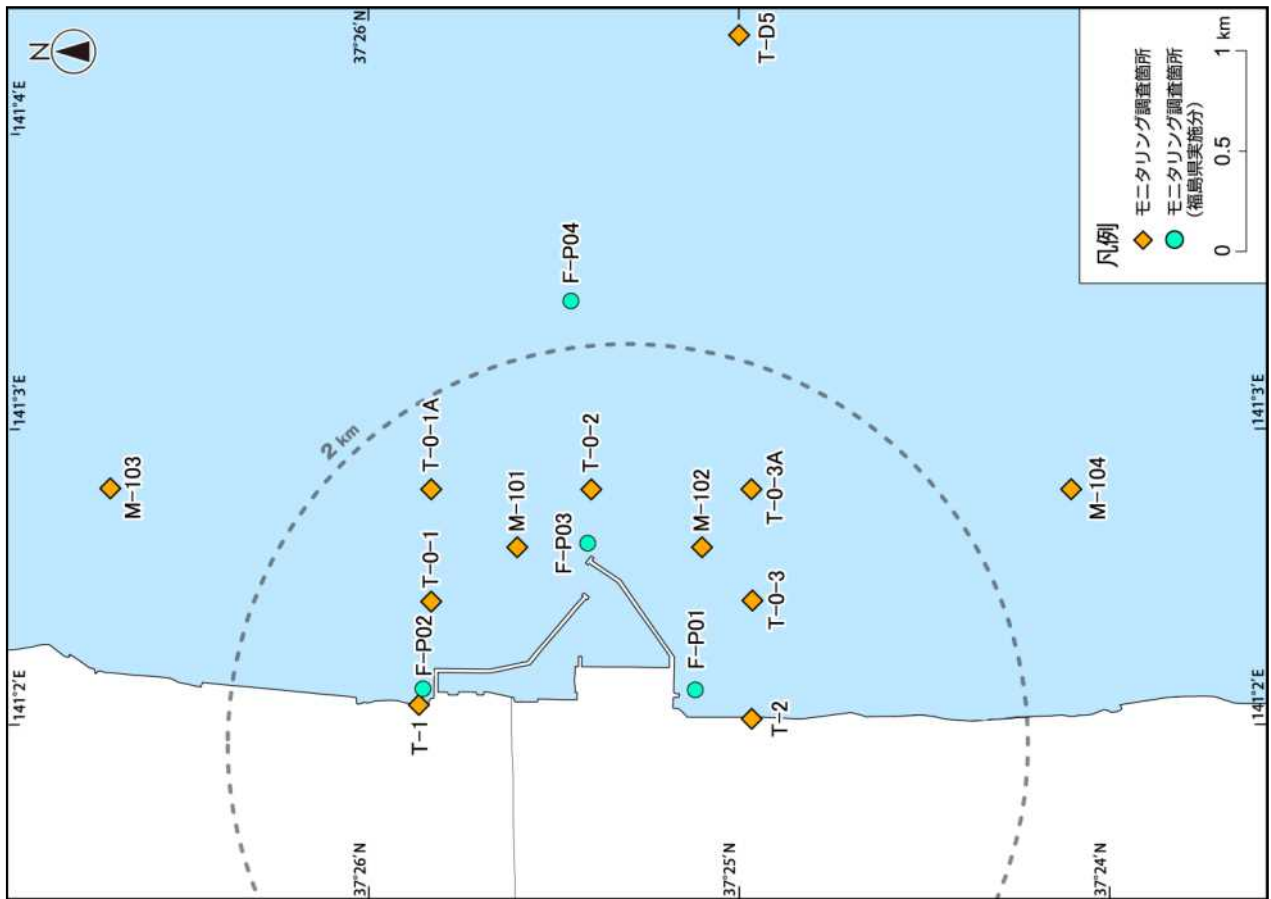 N
141°4′E
141°3′E
141°2′E
37°26′N
T-D5
F-P04
2 km
M-103
T-0-1A
T-0-1
M-101
T-0-2
F-P03
M-102
T-0-3A
T-0-3
M-104
F-P02
T-1
F-P01
T-2
37°26′N
37°25′N
37°24′N
141°3′E
141°2′E
凡例
モニタリング調査箇所
モニタリング調査箇所
(福島県実施分)
0 0.5 1 km